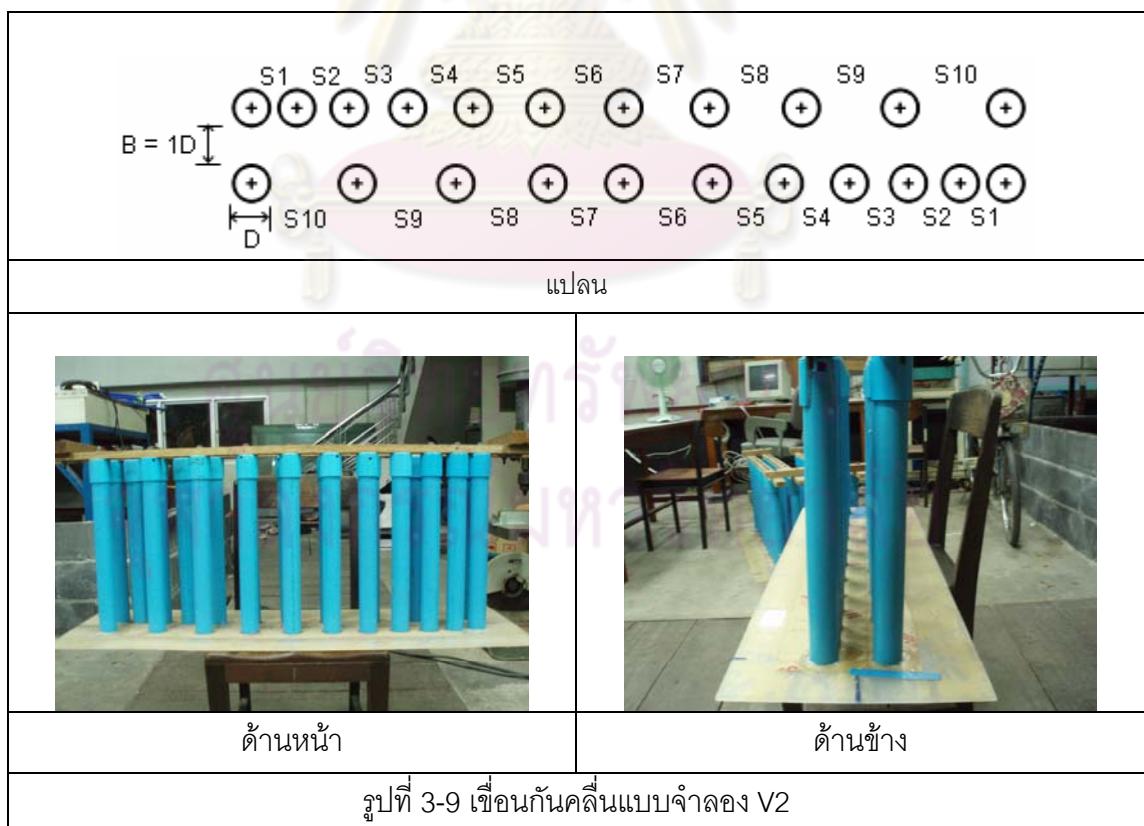 S1 S2 S3 S4 S5 S6 S7 S8 S9 S10
B = 1D
D
S10 S9 S8 S7 S6 S5 S4 S3 S2 S1
แปลน
ด้านหน้า
ด้านข้าง
รูปที่ 3-9 เขื่อนกันคลื่นแบบจำลอง V2